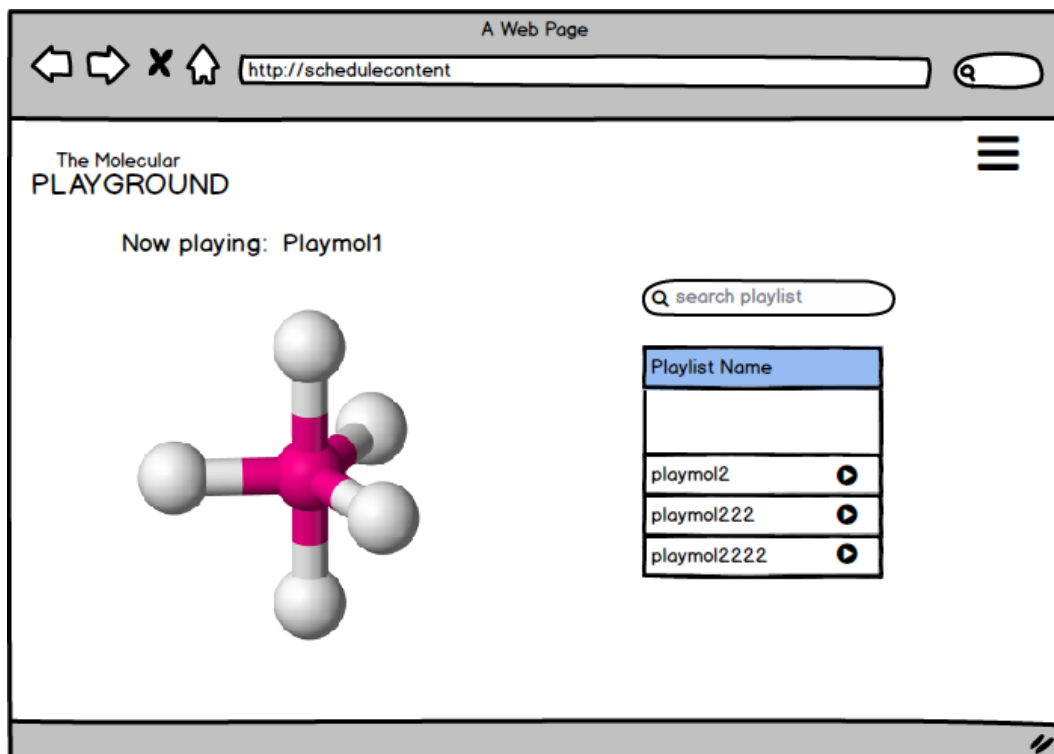 A Web Page
http://schedulecontent
The Molecular
PLAYGROUND
Now playing: Playmol1
search playlist
Playlist Name
playmol2
playmol222
playmol2222